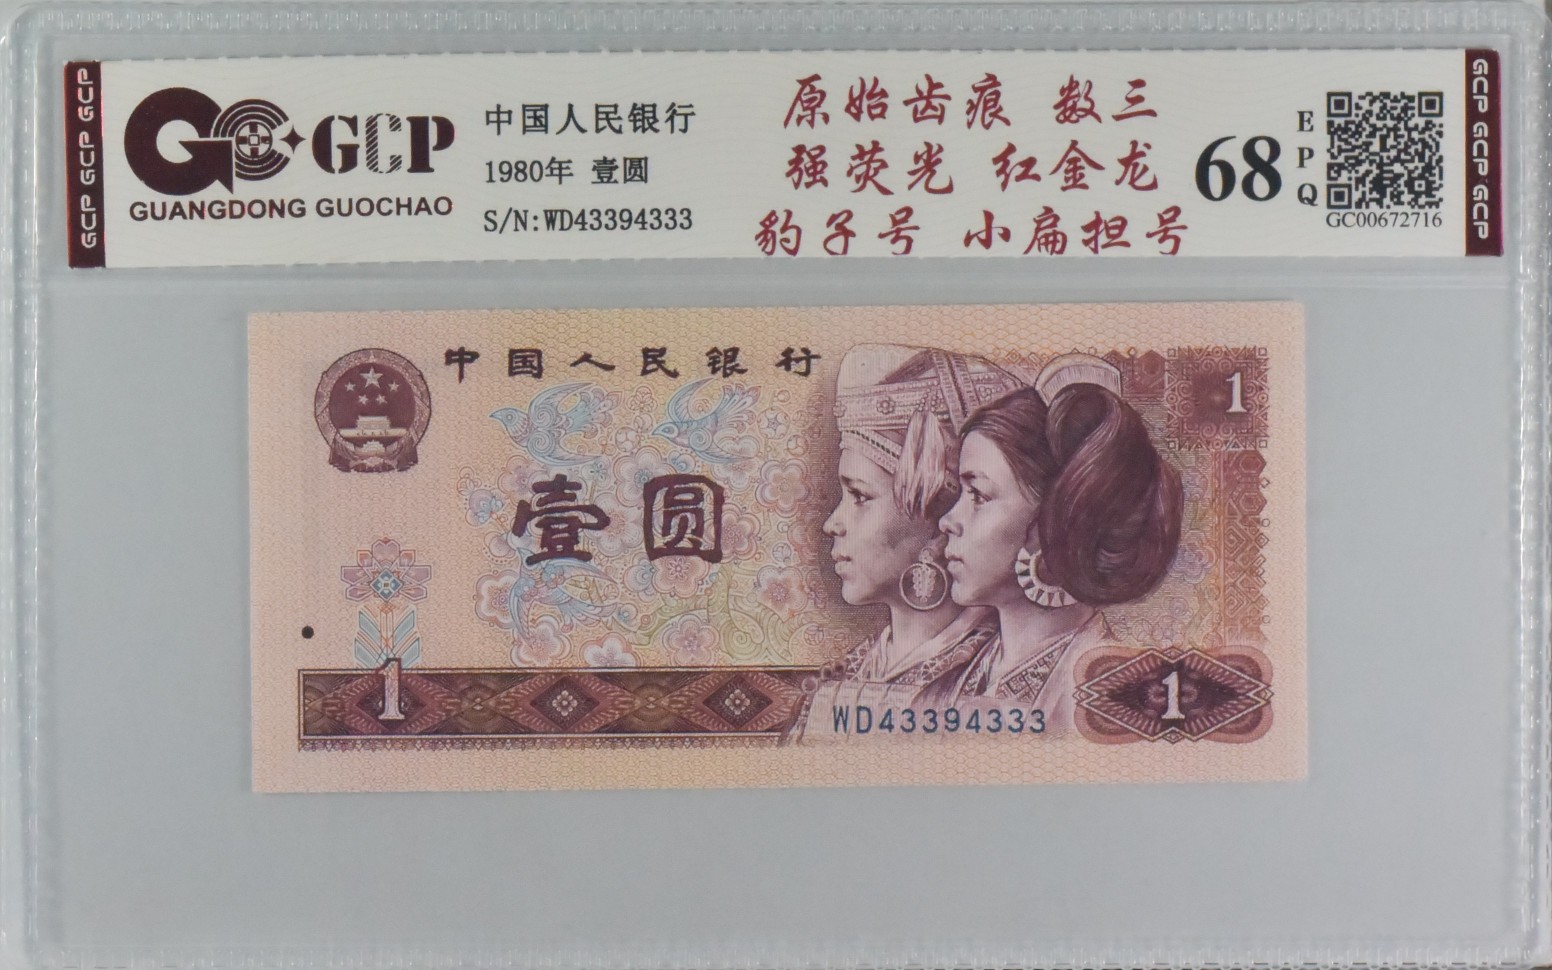 GCP GCP GCP
GC GCP
GUANGDONG GUOCHAO
中国人民银行
1980年 壹圆
S/N:WD43394333
原始齿痕 数三
强荧光 红金龙
豹子号 小扁担号
68
EPQ
GC00672716
GCP GCP GCP
中国人民银行
1
壹圆
1
WD43394333
1